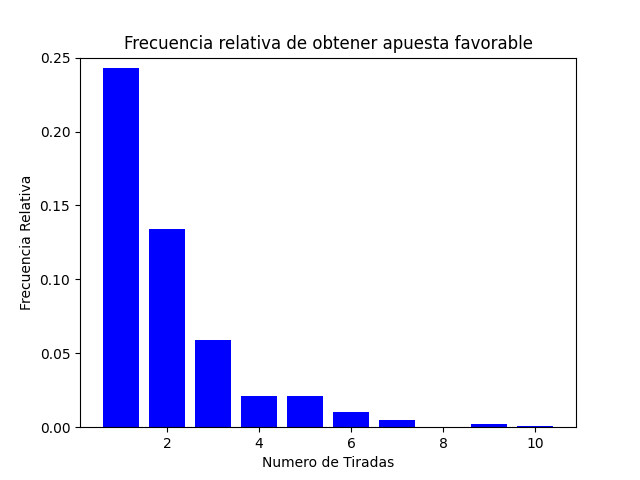 Frecuencia relativa de obtener apuesta favorable
0.25
0.20
0.15
0.10
0.05
0.00
Frecuencia Relativa
2 4 6 8 10
Numero de Tiradas